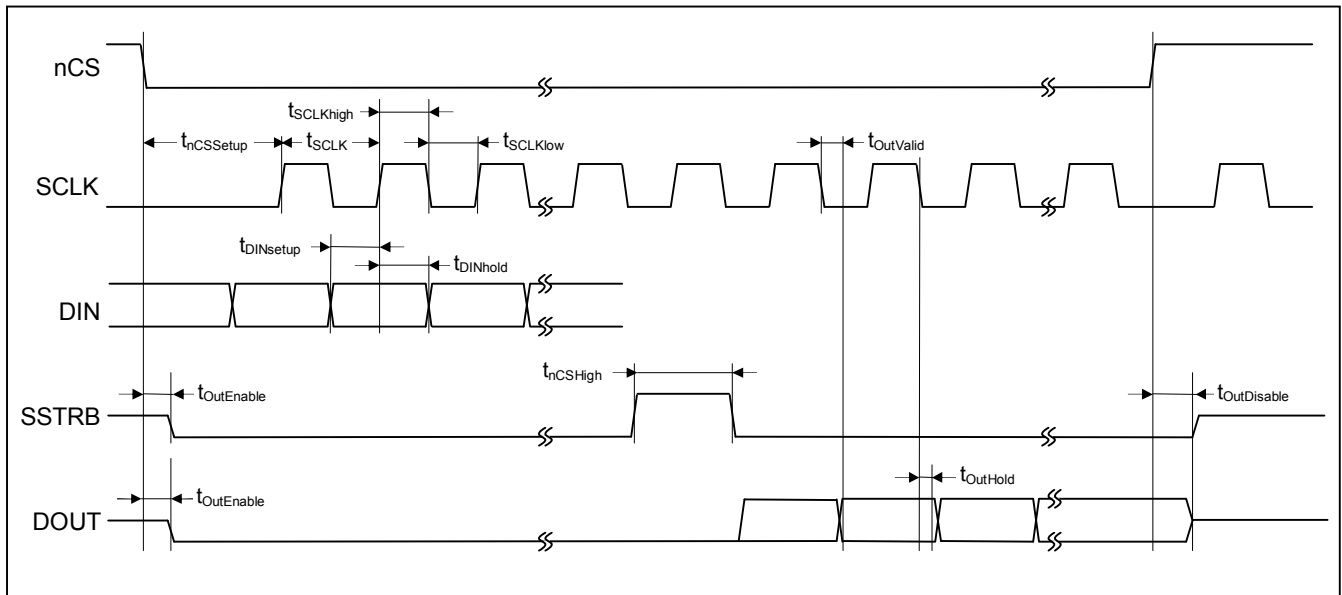 nCS
tSCLKhigh
tnCSSetup
tSCLK
tSCLKlow
tOutValid
SCLK
tDINsetup
tDINhold
DIN
tnCSHigh
tOutEnable
tOutDisable
SSTRB
tOutEnable
tOutHold
DOUT